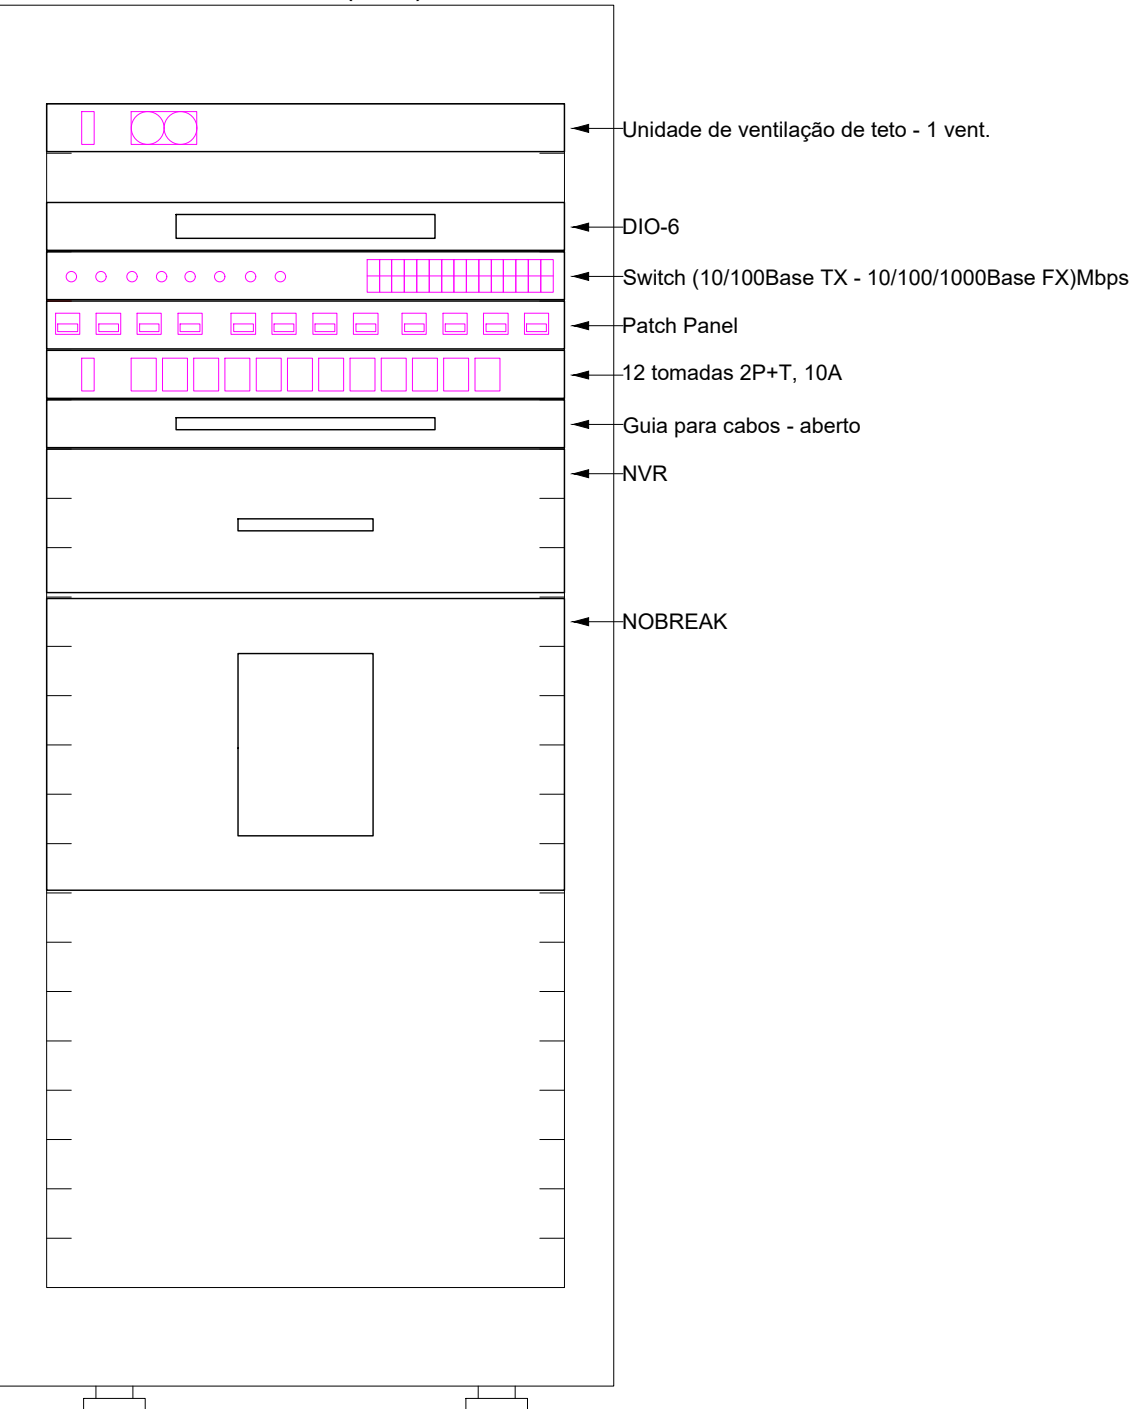 Unidade de ventilação de teto - 1 vent.
DIO-6
Switch (10/100Base TX - 10/100/1000Base FX)Mbps
Patch Panel
12 tomadas 2P+T, 10A
Guia para cabos - aberto
NVR
NOBREAK